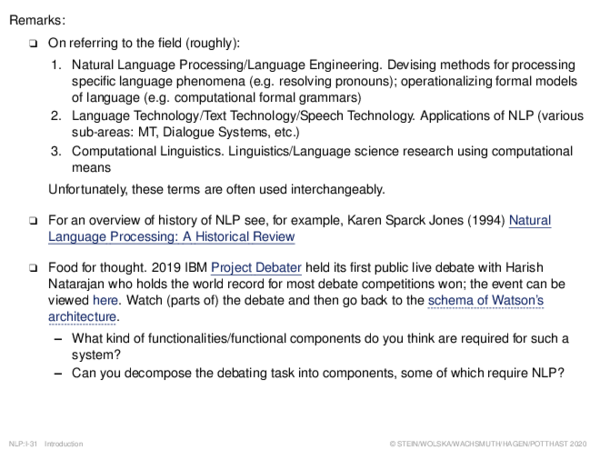 Remarks:
❑ On referring to the field (roughly):
1. Natural Language Processing/Language Engineering. Devising methods for processing
specific language phenomena (e.g. resolving pronouns); operationalizing formal models
of language (e.g. computational formal grammars)
2. Language Technology/Text Technology/Speech Technology. Applications of NLP (various
sub-areas: MT, Dialogue Systems, etc.)
3. Computational Linguistics. Linguistics/Language science research using computational
means
Unfortunately, these terms are often used interchangeably.
❑ For an overview of history of NLP see, for example, Karen Sparck Jones (1994) Natural
Language Processing: A Historical Review
❑ Food for thought. 2019 IBM Project Debater held its first public live debate with Harish
Natarajan who holds the world record for most debate competitions won; the event can be
viewed here. Watch (parts of) the debate and then go back to the schema of Watson's
architecture.
– What kind of functionalities/functional components do you think are required for such a
system?
– Can you decompose the debating task into components, some of which require NLP?
NLP:I-31 Introduction © STEIN/WOLSKA/WACHSMUTH/HAGEN/POTTHAST 2020